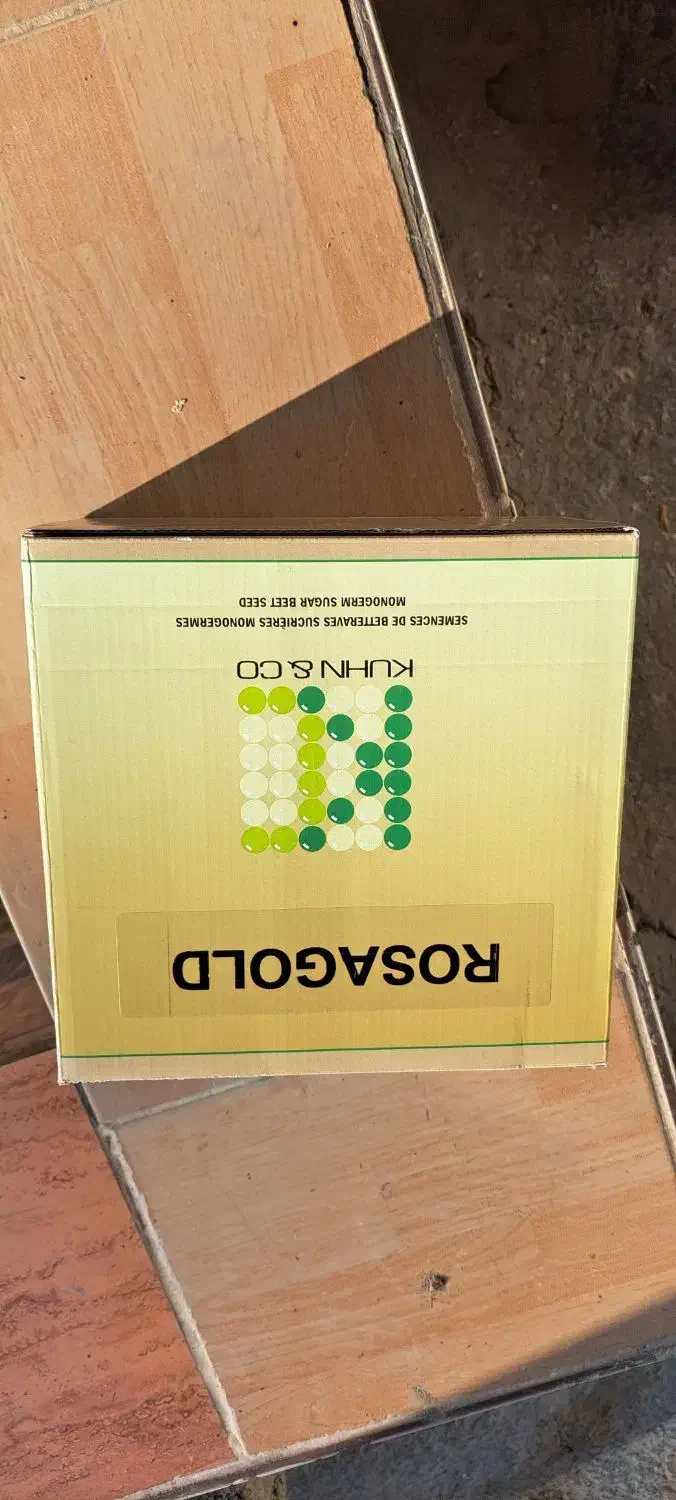 ROSAGOLD
KUHN & CO
SEMENCES DE BETTERAVES SUCRIÈRES MONOGERMES
MONOGERM SUGAR BEET SEED